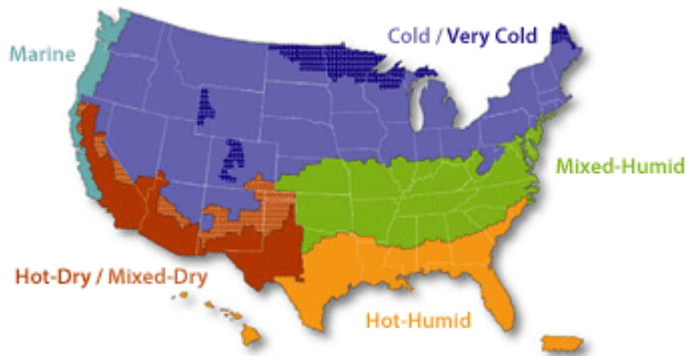 Cold / Very Cold
Marine
Mixed-Humid
Hot-Dry / Mixed-Dry
Hot-Humid